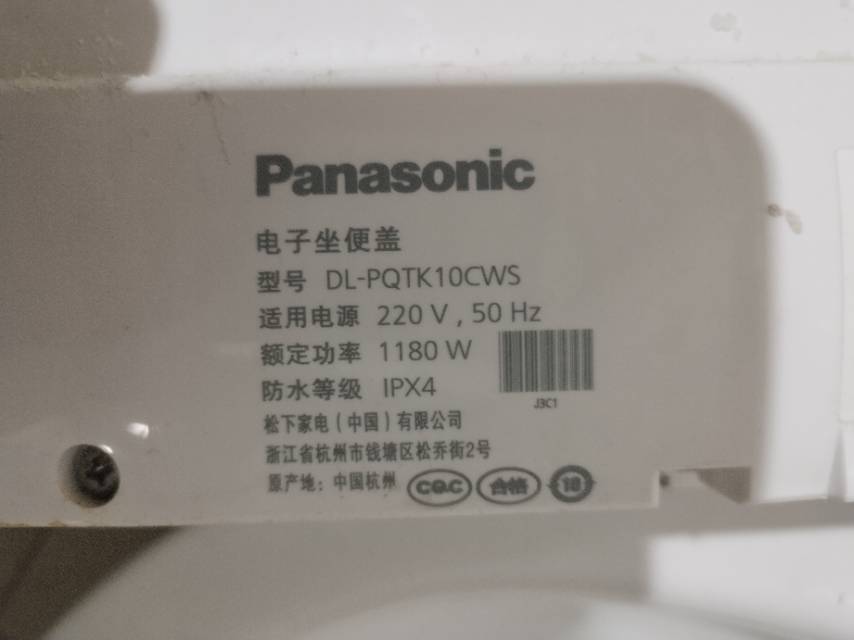 Panasonic
电子坐便盖
型号 DL-PQTK10CWS
适用电源 220 V , 50 Hz
额定功率 1180 W
防水等级 IPX4
J3C1
松下家电（中国）有限公司
浙江省杭州市钱塘区松乔街2号
原产地：中国杭州 CQC 合格 10